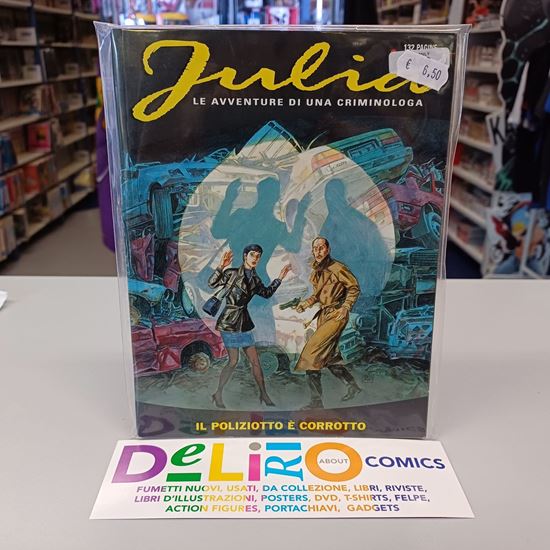 Julia
132 PAGINE
€ 6,50
LE AVVENTURE DI UNA CRIMINOLOGA
IL POLIZIOTTO È CORROTTO
DeLiRiO ABOUT COMICS
FUMETTI NUOVI, USATI, DA COLLEZIONE, LIBRI, RIVISTE,
LIBRI D'ILLUSTRAZIONI, POSTERS, DVD, T-SHIRTS, FELPE,
ACTION FIGURES, PORTACHIAVI, GADGETS